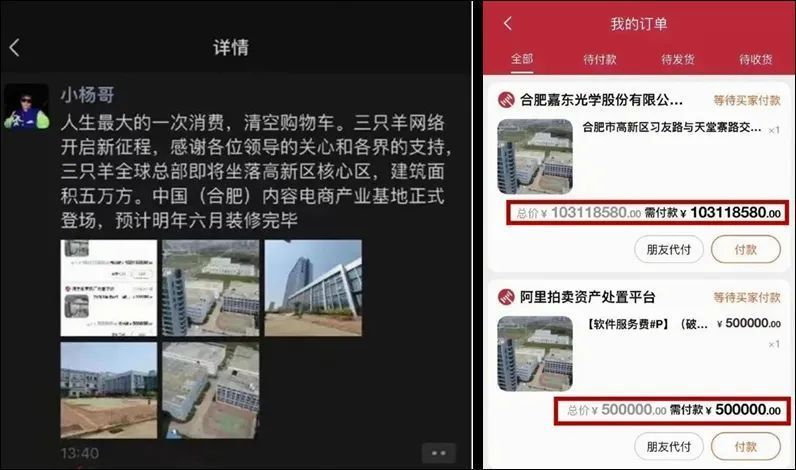 详情
小杨哥
人生最大的一次消费，清空购物车。三只羊网络
开启新征程，感谢各位领导的关心和各界的支持，
三只羊全球总部即将坐落高新区核心区，建筑面
积五万方。中国（合肥）内容电商产业基地正式
登场，预计明年六月装修完毕
13:40
我的订单
全部 待付款 待发货 待收货
合肥嘉东光学股份有限公... 等待买家付款
合肥市高新区习友路与天堂寨路交... ×1
总价¥103118580.00 需付款¥103118580.00
朋友代付 付款
阿里拍卖资产处置平台 等待买家付款
【软件服务费#P】（破... ¥500000.00
×1
总价¥500000.00 需付款¥500000.00
朋友代付 付款